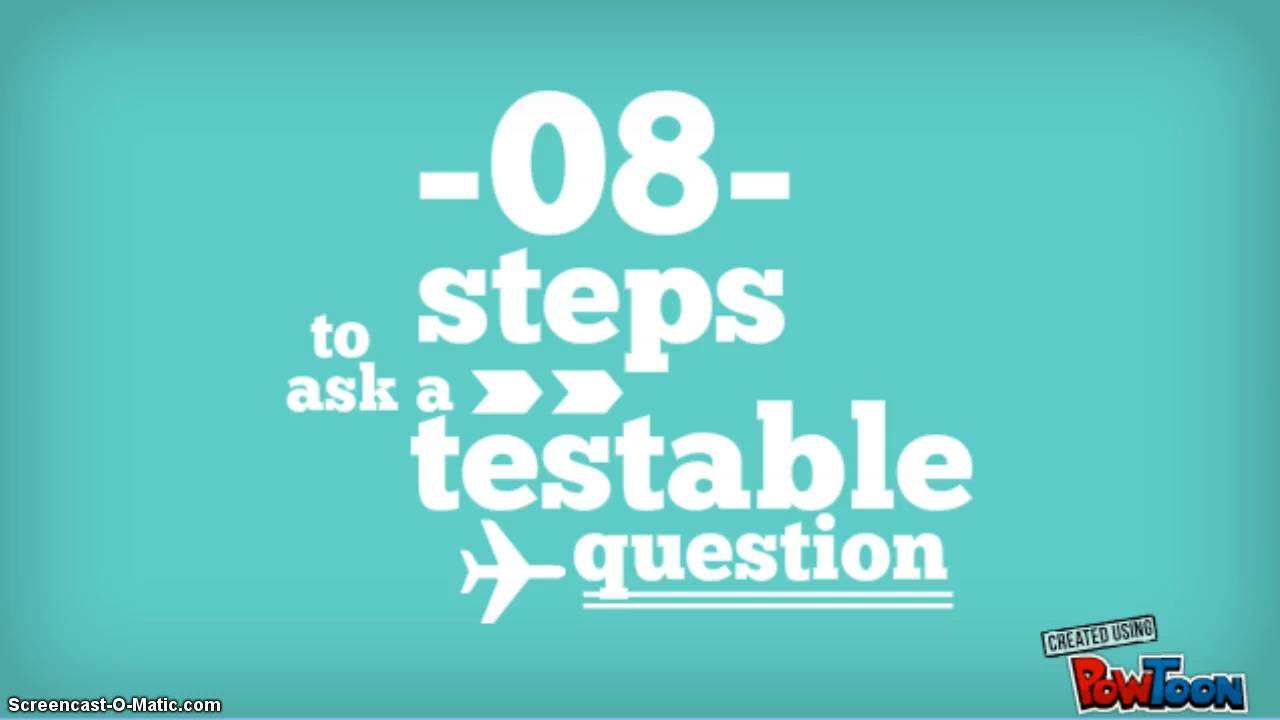 -08-
steps
to
ask a
testable
question
CREATED USING
POWTOON
Screencast-O-Matic.com